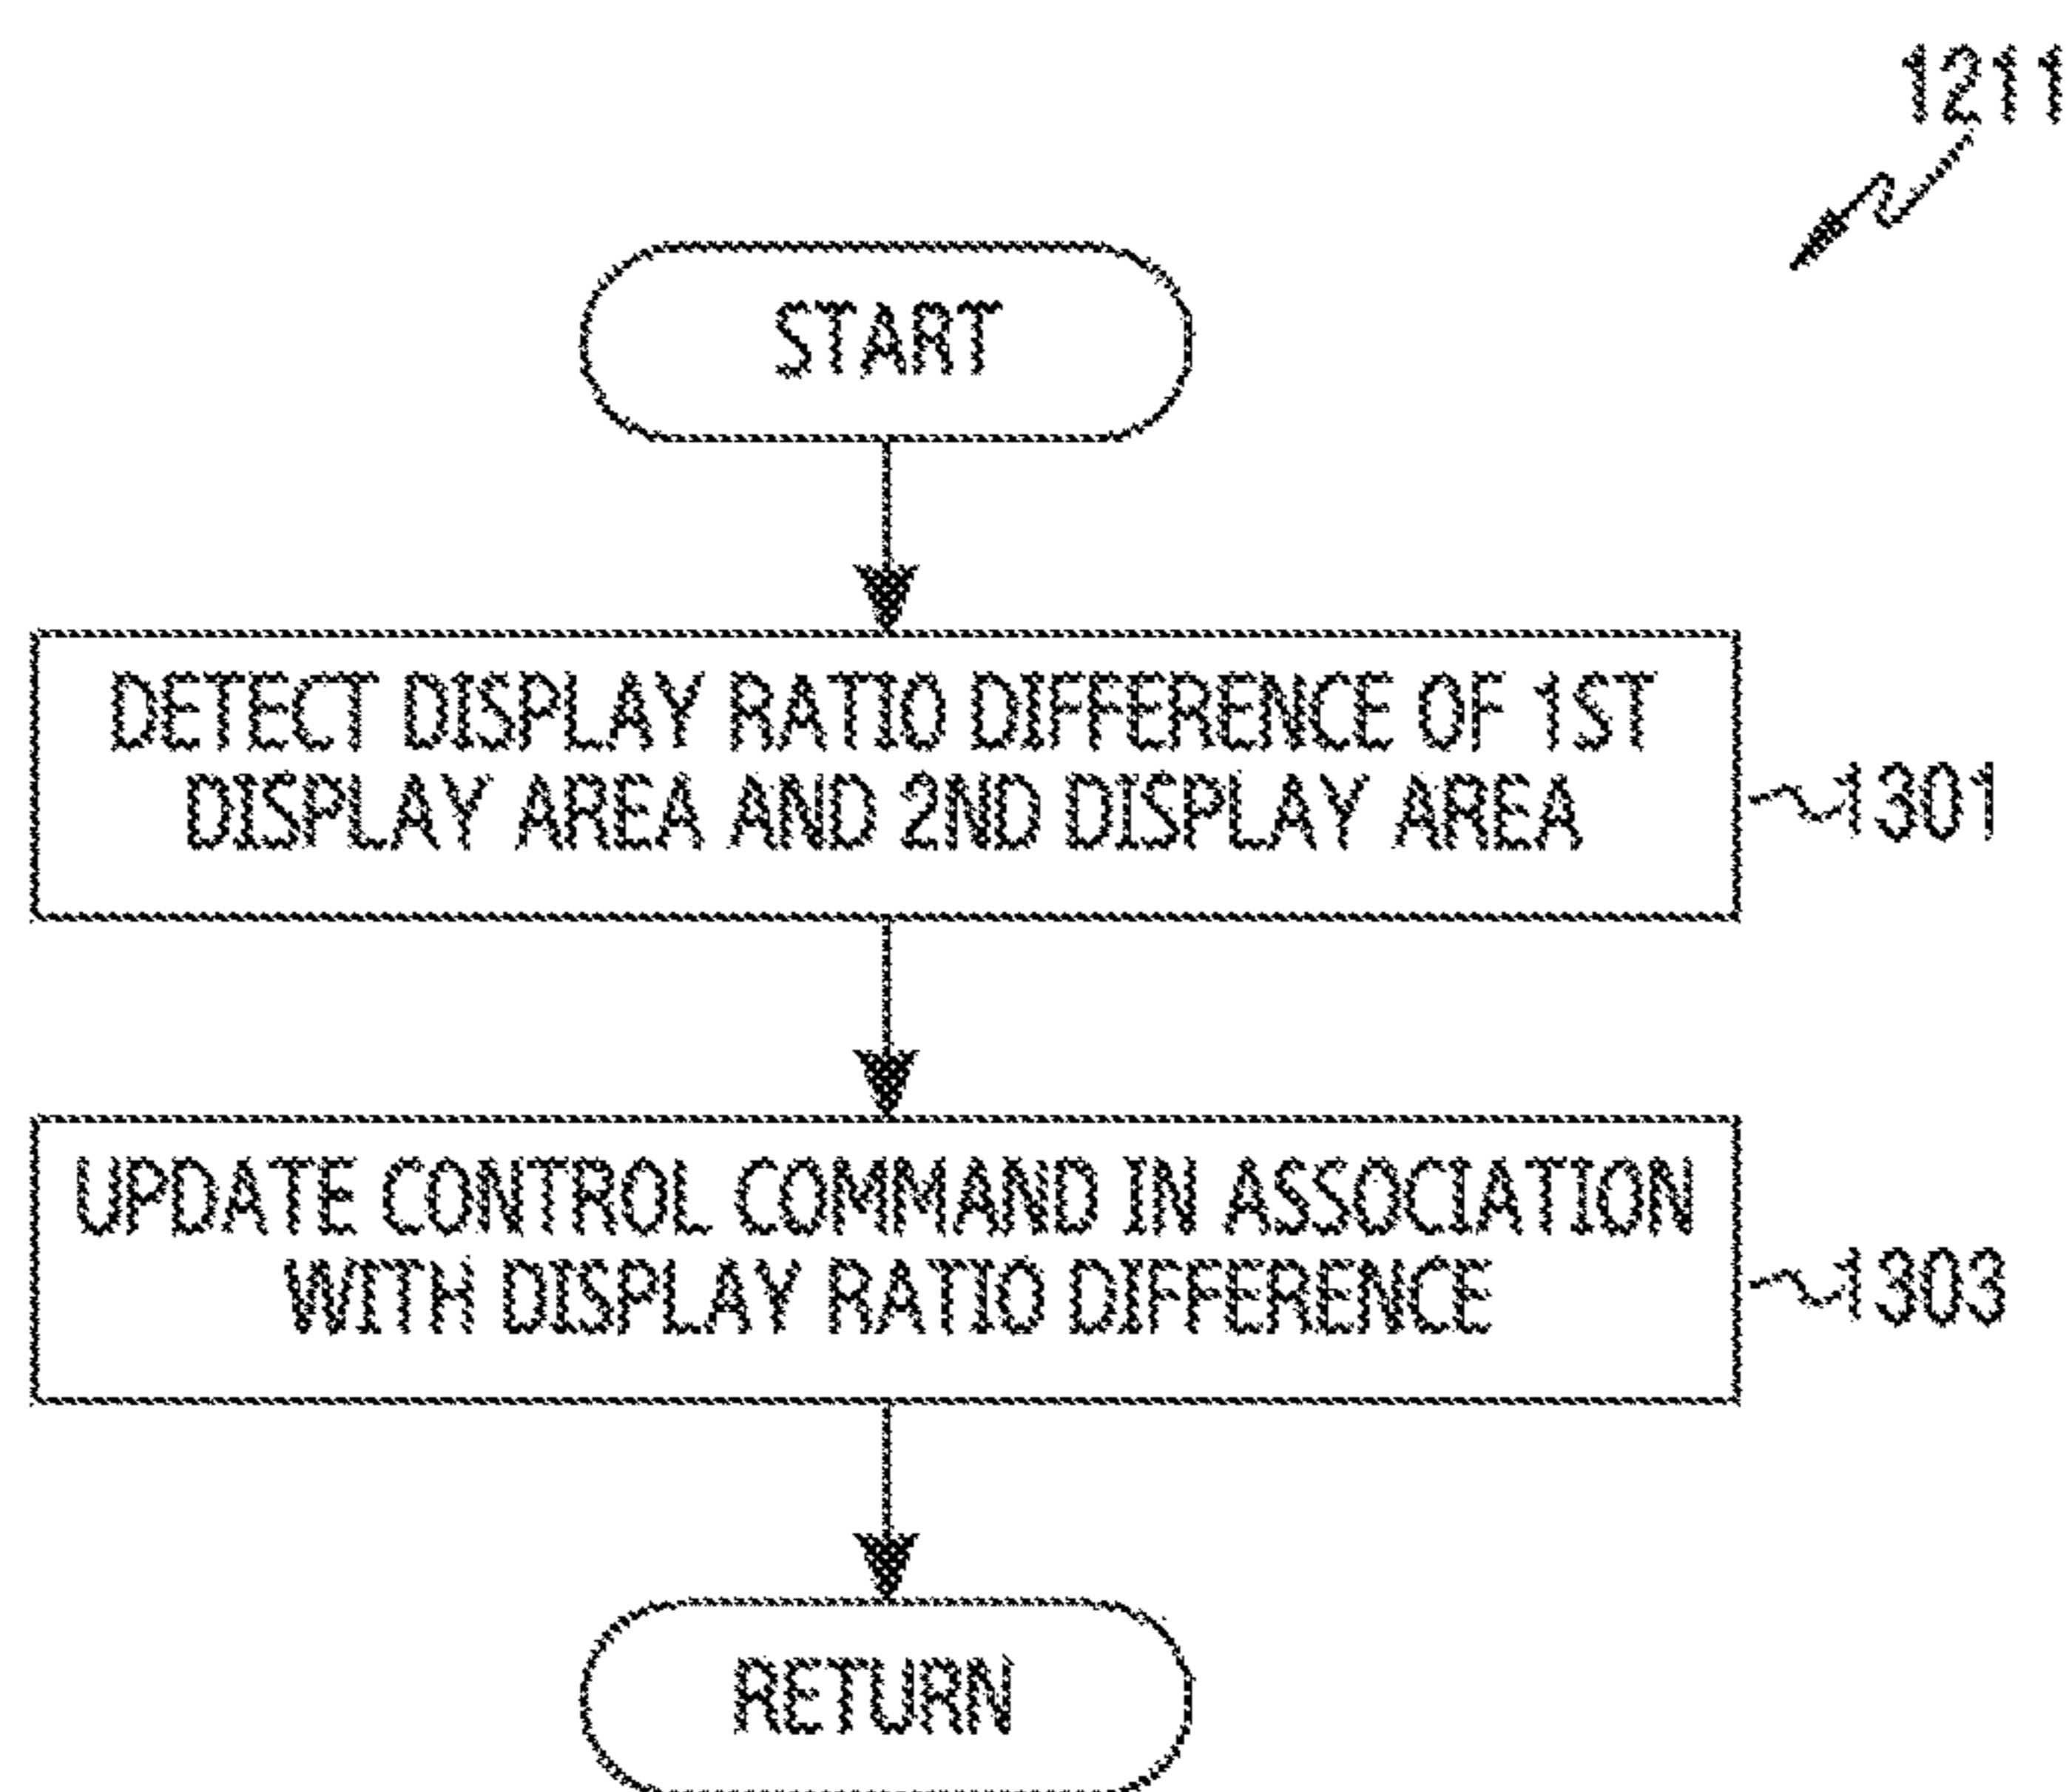 1211
START
DETECT DISPLAY RATIO DIFFERENCE OF 1ST
DISPLAY AREA AND 2ND DISPLAY AREA
1301
UPDATE CONTROL COMMAND IN ASSOCIATION
WITH DISPLAY RATIO DIFFERENCE
1303
RETURN